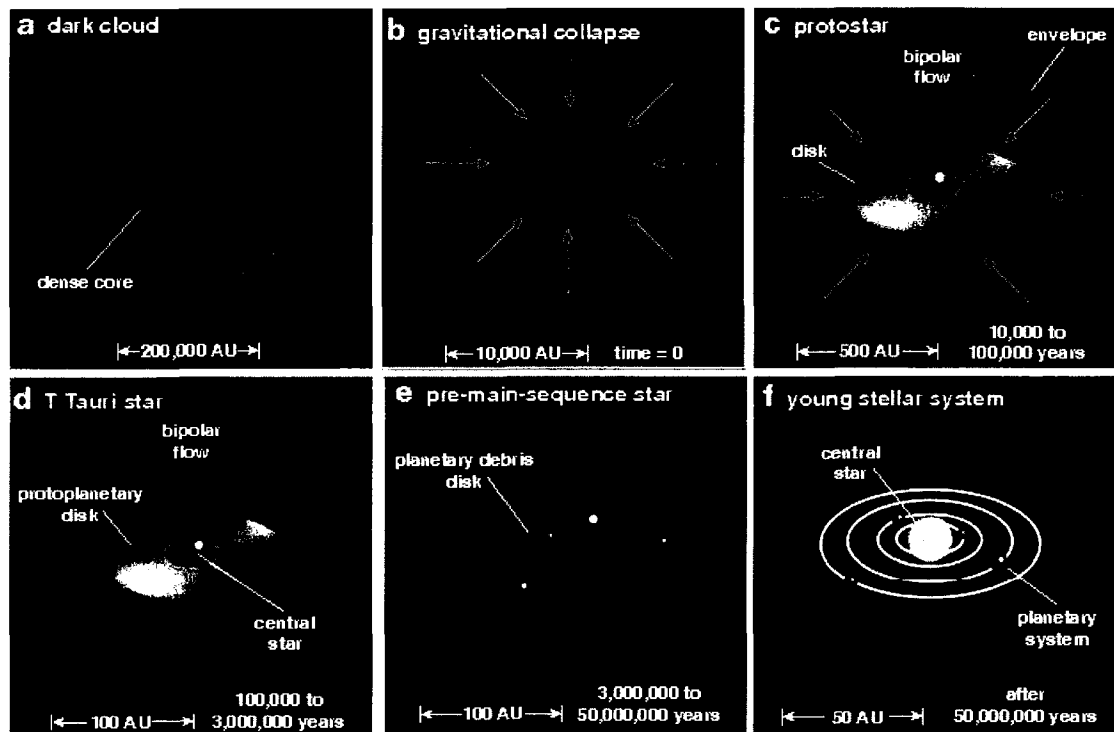 a dark cloud
dense core
200,000 AU
b gravitational collapse
10,000 AU
time = 0
c protostar
envelope
bipolar
flow
disk
500 AU
10,000 to
100,000 years
d T Tauri star
bipolar
flow
protoplanetary
disk
central
star
100 AU
100,000 to
3,000,000 years
e pre-main-sequence star
planetary debris
disk
100 AU
3,000,000 to
50,000,000 years
f young stellar system
central
star
planetary
system
50 AU
after
50,000,000 years